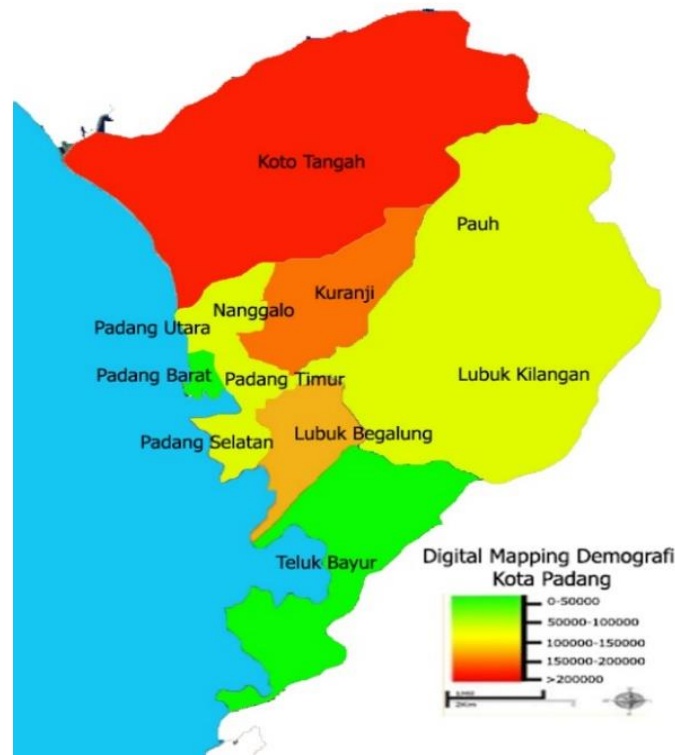 Koto Tangah
Pauh
Kuranji
Nanggalo
Padang Utara
Padang Barat
Padang Timur
Lubuk Kilangan
Padang Selatan
Lubuk Begalung
Teluk Bayur
Digital Mapping Demografi
Kota Padang
0-50000
50000-100000
100000-150000
150000-200000
>200000
2Km